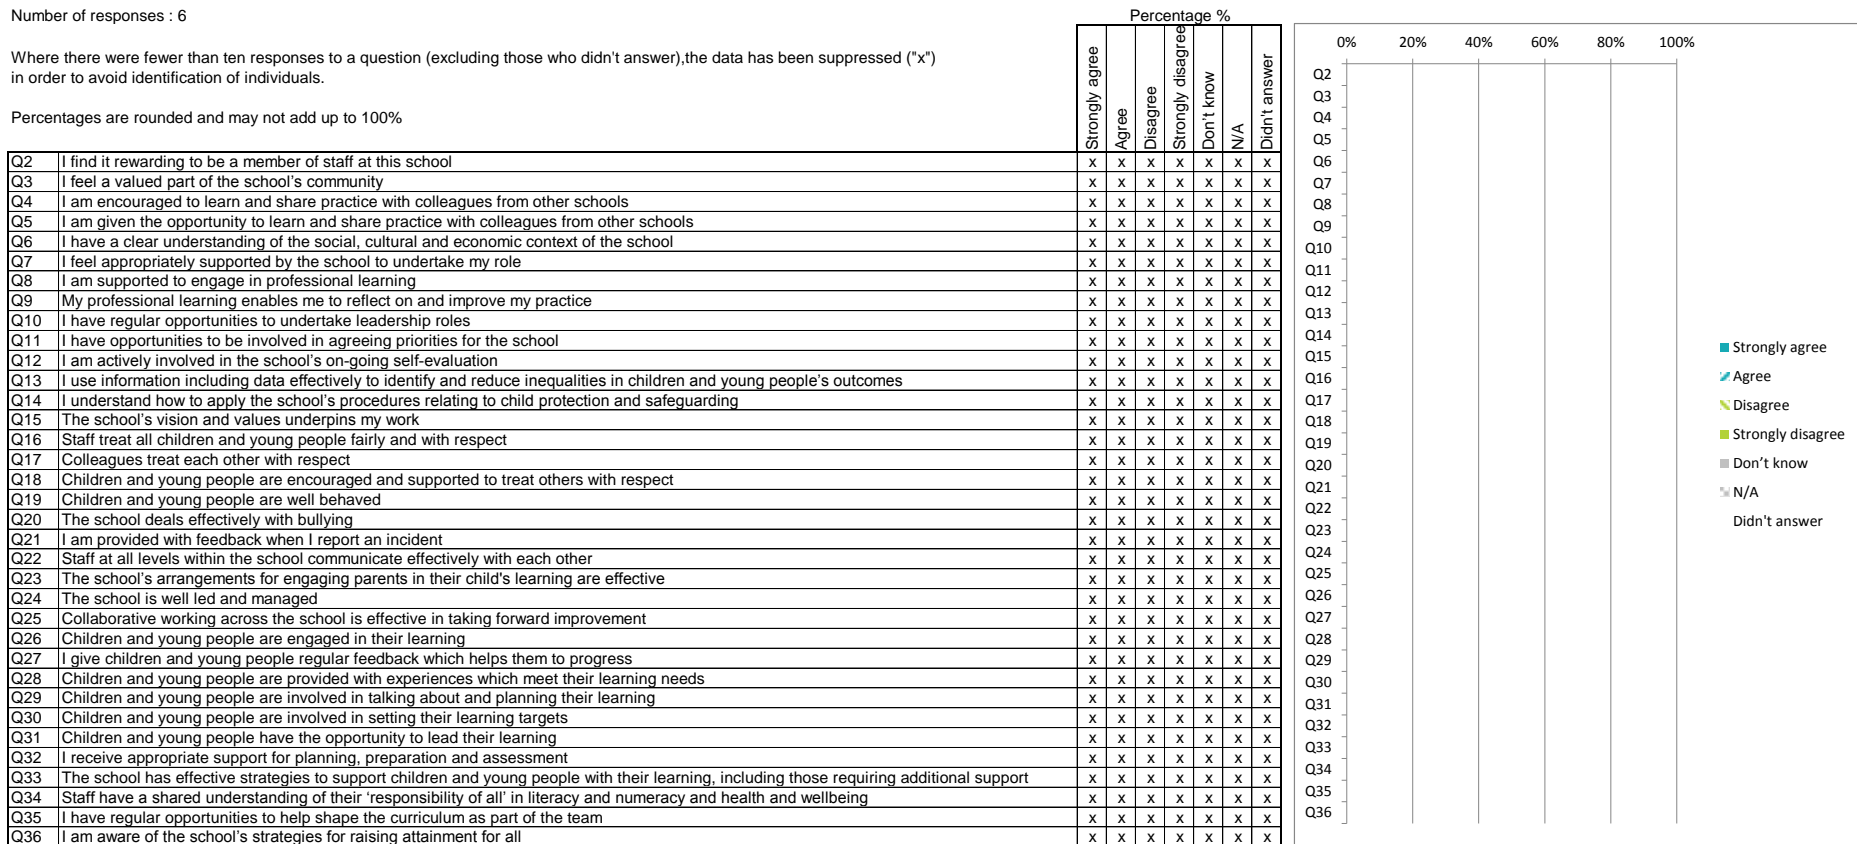 Number of responses : 6
Percentage %
Where there were fewer than ten responses to a question (excluding those who didn't answer),the data has been suppressed ("x")
in order to avoid identification of individuals.
Percentages are rounded and may not add up to 100%
Strongly agree
Agree
Disagree
Strongly disagree
Don't know
N/A
Didn't answer
Q2 I find it rewarding to be a member of staff at this school x x x x x x x
Q3 I feel a valued part of the school's community x x x x x x x
Q4 I am encouraged to learn and share practice with colleagues from other schools x x x x x x x
Q5 I am given the opportunity to learn and share practice with colleagues from other schools x x x x x x x
Q6 I have a clear understanding of the social, cultural and economic context of the school x x x x x x x
Q7 I feel appropriately supported by the school to undertake my role x x x x x x x
Q8 I am supported to engage in professional learning x x x x x x x
Q9 My professional learning enables me to reflect on and improve my practice x x x x x x x
Q10 I have regular opportunities to undertake leadership roles x x x x x x x
Q11 I have opportunities to be involved in agreeing priorities for the school x x x x x x x
Q12 I am actively involved in the school's on-going self-evaluation x x x x x x x
Q13 I use information including data effectively to identify and reduce inequalities in children and young people's outcomes x x x x x x x
Q14 I understand how to apply the school's procedures relating to child protection and safeguarding x x x x x x x
Q15 The school's vision and values underpins my work x x x x x x x
Q16 Staff treat all children and young people fairly and with respect x x x x x x x
Q17 Colleagues treat each other with respect x x x x x x x
Q18 Children and young people are encouraged and supported to treat others with respect x x x x x x x
Q19 Children and young people are well behaved x x x x x x x
Q20 The school deals effectively with bullying x x x x x x x
Q21 I am provided with feedback when I report an incident x x x x x x x
Q22 Staff at all levels within the school communicate effectively with each other x x x x x x x
Q23 The school's arrangements for engaging parents in their child's learning are effective x x x x x x x
Q24 The school is well led and managed x x x x x x x
Q25 Collaborative working across the school is effective in taking forward improvement x x x x x x x
Q26 Children and young people are engaged in their learning x x x x x x x
Q27 I give children and young people regular feedback which helps them to progress x x x x x x x
Q28 Children and young people are provided with experiences which meet their learning needs x x x x x x x
Q29 Children and young people are involved in talking about and planning their learning x x x x x x x
Q30 Children and young people are involved in setting their learning targets x x x x x x x
Q31 Children and young people have the opportunity to lead their learning x x x x x x x
Q32 I receive appropriate support for planning, preparation and assessment x x x x x x x
Q33 The school has effective strategies to support children and young people with their learning, including those requiring additional support x x x x x x x
Q34 Staff have a shared understanding of their 'responsibility of all' in literacy and numeracy and health and wellbeing x x x x x x x
Q35 I have regular opportunities to help shape the curriculum as part of the team x x x x x x x
Q36 I am aware of the school's strategies for raising attainment for all x x x x x x x
0% 20% 40% 60% 80% 100%
Q2
Q3
Q4
Q5
Q6
Q7
Q8
Q9
Q10
Q11
Q12
Q13
Q14
Q15
Q16
Q17
Q18
Q19
Q20
Q21
Q22
Q23
Q24
Q25
Q26
Q27
Q28
Q29
Q30
Q31
Q32
Q33
Q34
Q35
Q36
Strongly agree
Agree
Disagree
Strongly disagree
Don't know
N/A
Didn't answer